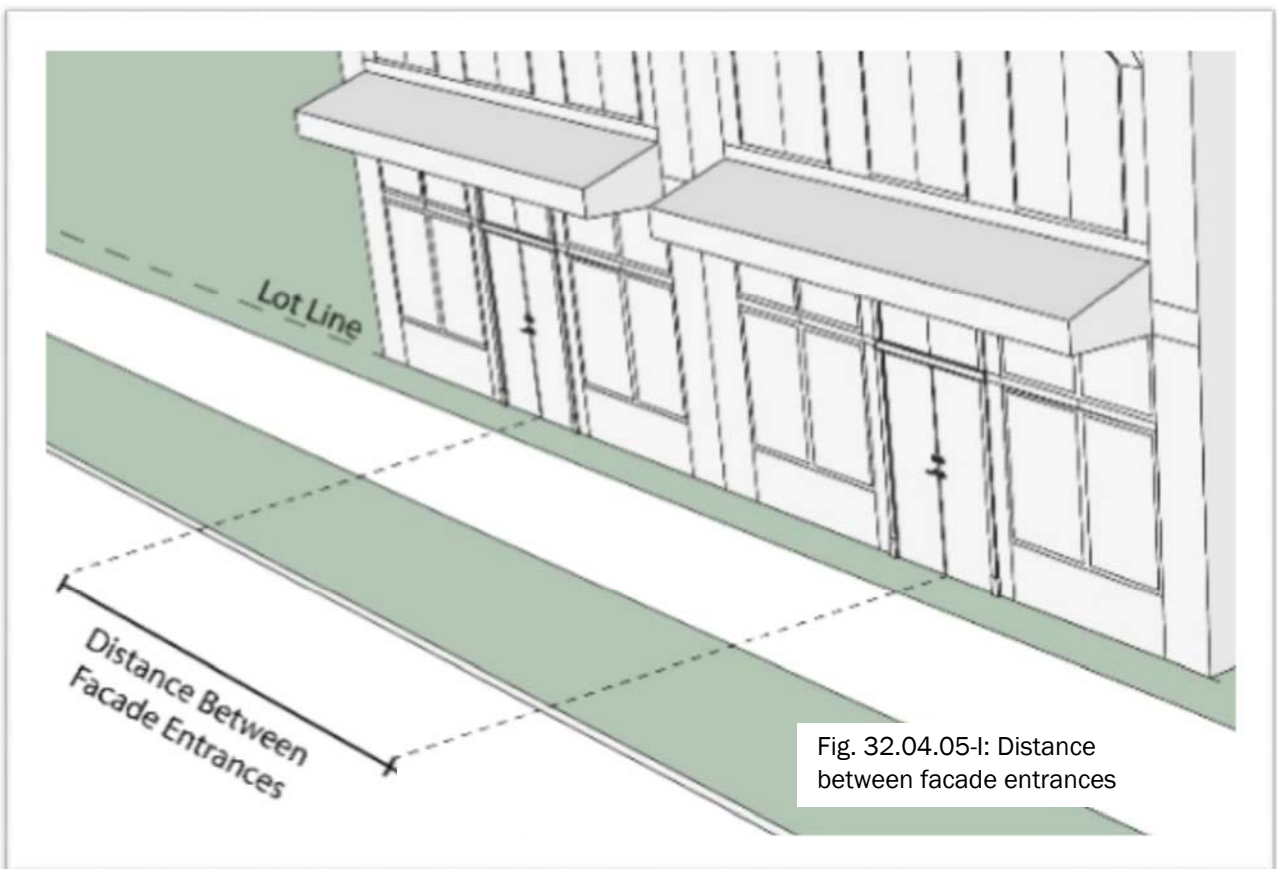 Lot Line
Distance Between
Facade Entrances
Fig. 32.04.05-I: Distance
between facade entrances